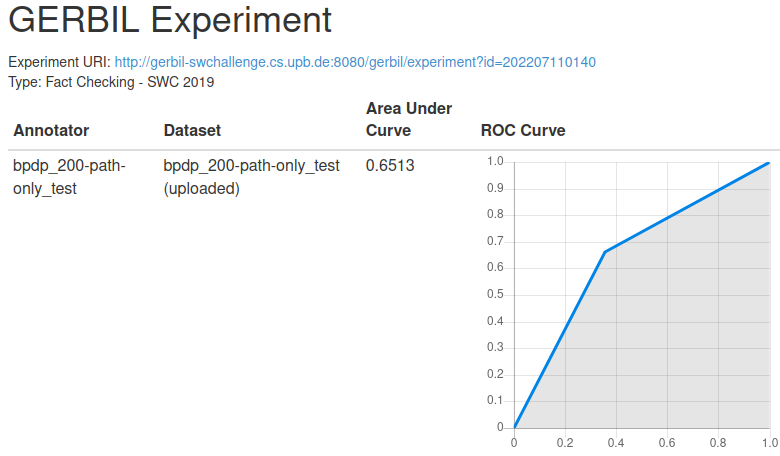 GERBIL Experiment
Experiment URI: http://gerbil-swchallenge.cs.upb.de:8080/gerbil/experiment?id=202207110140
Type: Fact Checking - SWC 2019
Annotator Dataset Area Under Curve ROC Curve
bpdp_200-path-only_test bpdp_200-path-only_test (uploaded) 0.6513
1.0
0.9
0.8
0.7
0.6
0.5
0.4
0.3
0.2
0.1
0
0 0.2 0.4 0.6 0.8 1.0